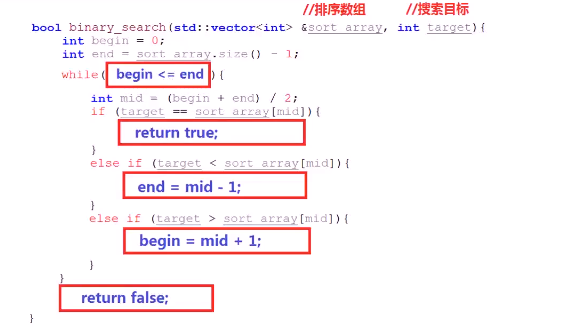 //排序数组 //搜索目标
bool binary_search(std::vector<int> &sort_array, int target){
int begin = 0;
int end = sort_array.size() - 1;
while( begin <= end ){
int mid = (begin + end) / 2;
if (target == sort_array[mid]){
return true;
}
else if (target < sort_array[mid]){
end = mid - 1;
}
else if (target > sort_array[mid]){
begin = mid + 1;
}
}
return false;
}